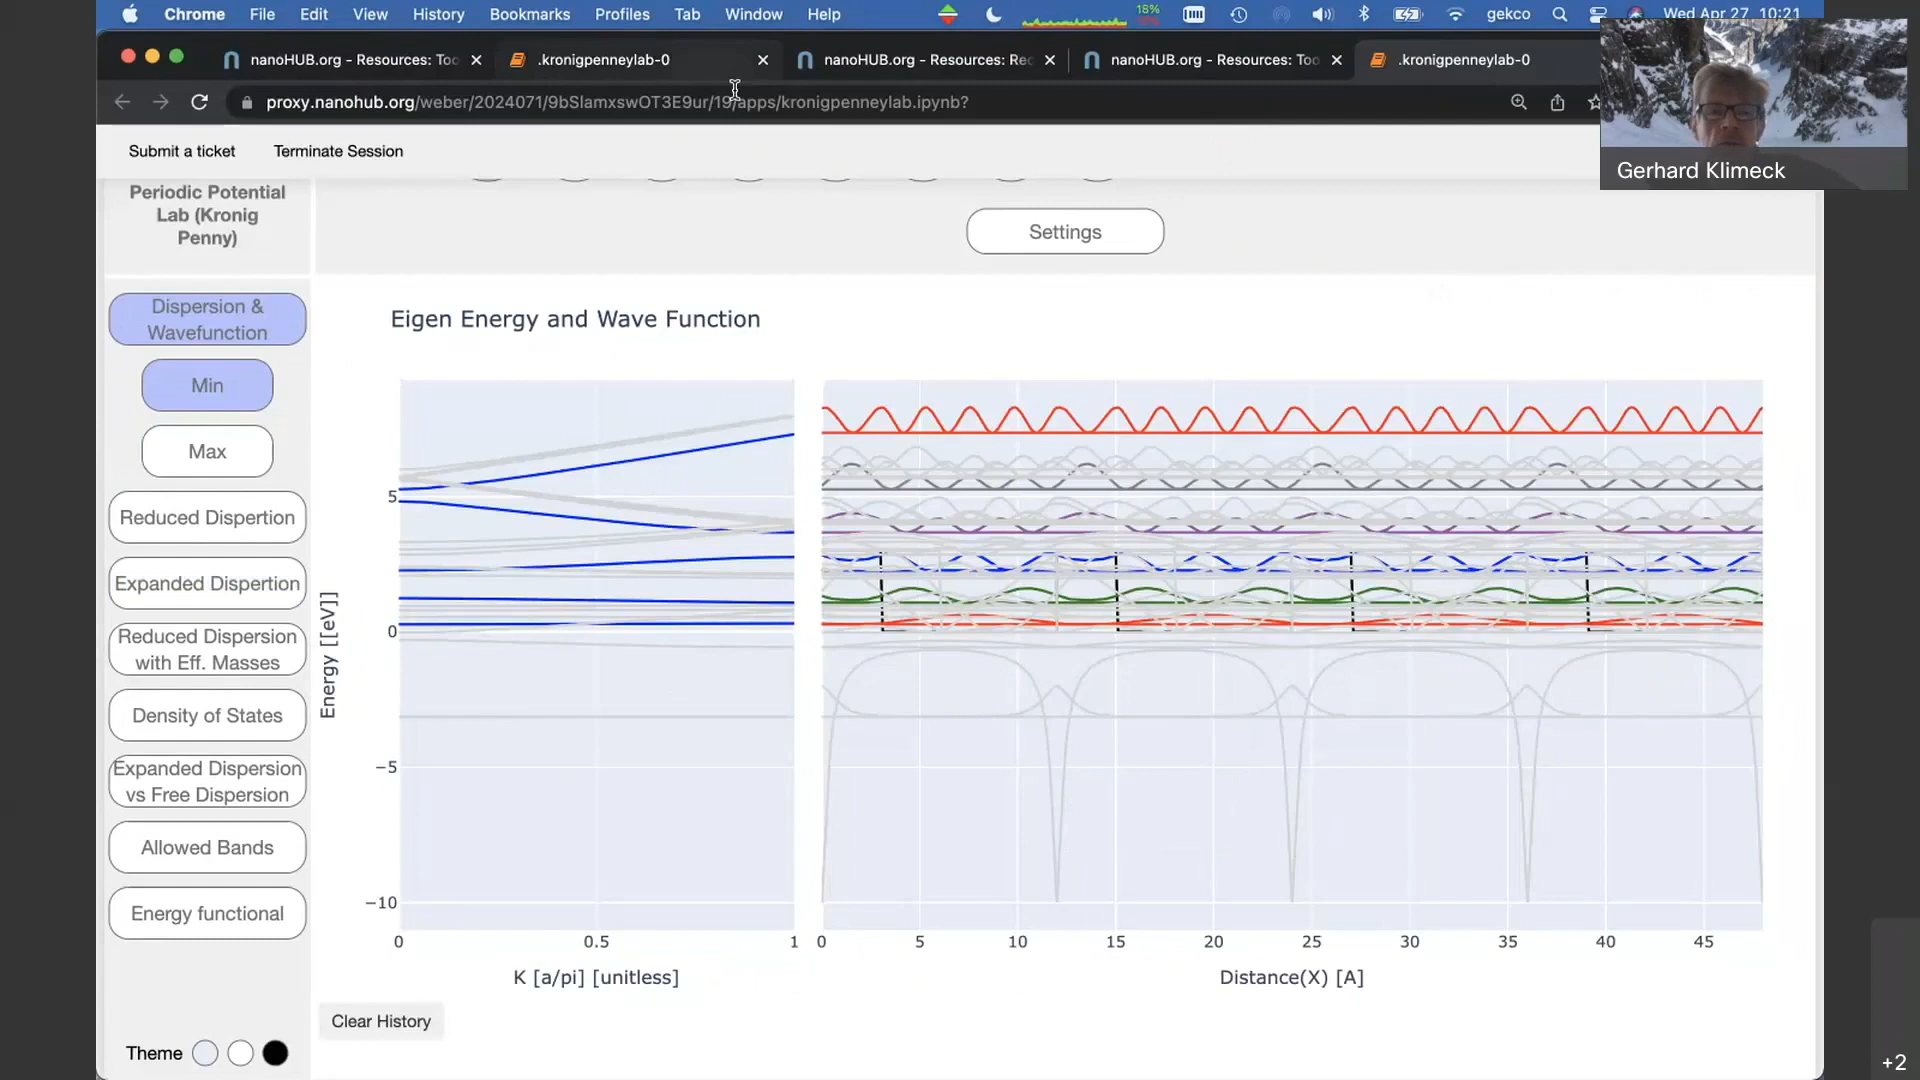 Chrome File Edit View History Bookmarks Profiles Tab Window Help 18% gekco Wed Apr 27 10:21
nanoHUB.org - Resources: Too
.kronigpenneylab-0
nanoHUB.org - Resources: Rec
nanoHUB.org - Resources: Too
.kronigpenneylab-0
proxy.nanohub.org/weber/2024071/9bSlamxswOT3E9ur/19/apps/kronigpenneylab.ipynb?
Submit a ticket
Terminate Session
Gerhard Klimeck
Periodic Potential
Lab (Kronig
Penny)
Settings
Dispersion &
Wavefunction
Min
Max
Reduced Dispertion
Expanded Dispertion
Reduced Dispersion
with Eff. Masses
Density of States
Expanded Dispersion
vs Free Dispersion
Allowed Bands
Energy functional
Theme
Eigen Energy and Wave Function
Energy [[eV]]
5
0
−5
−10
0 0.5 1
K [a/pi] [unitless]
0 5 10 15 20 25 30 35 40 45
Distance(X) [A]
Clear History
+2